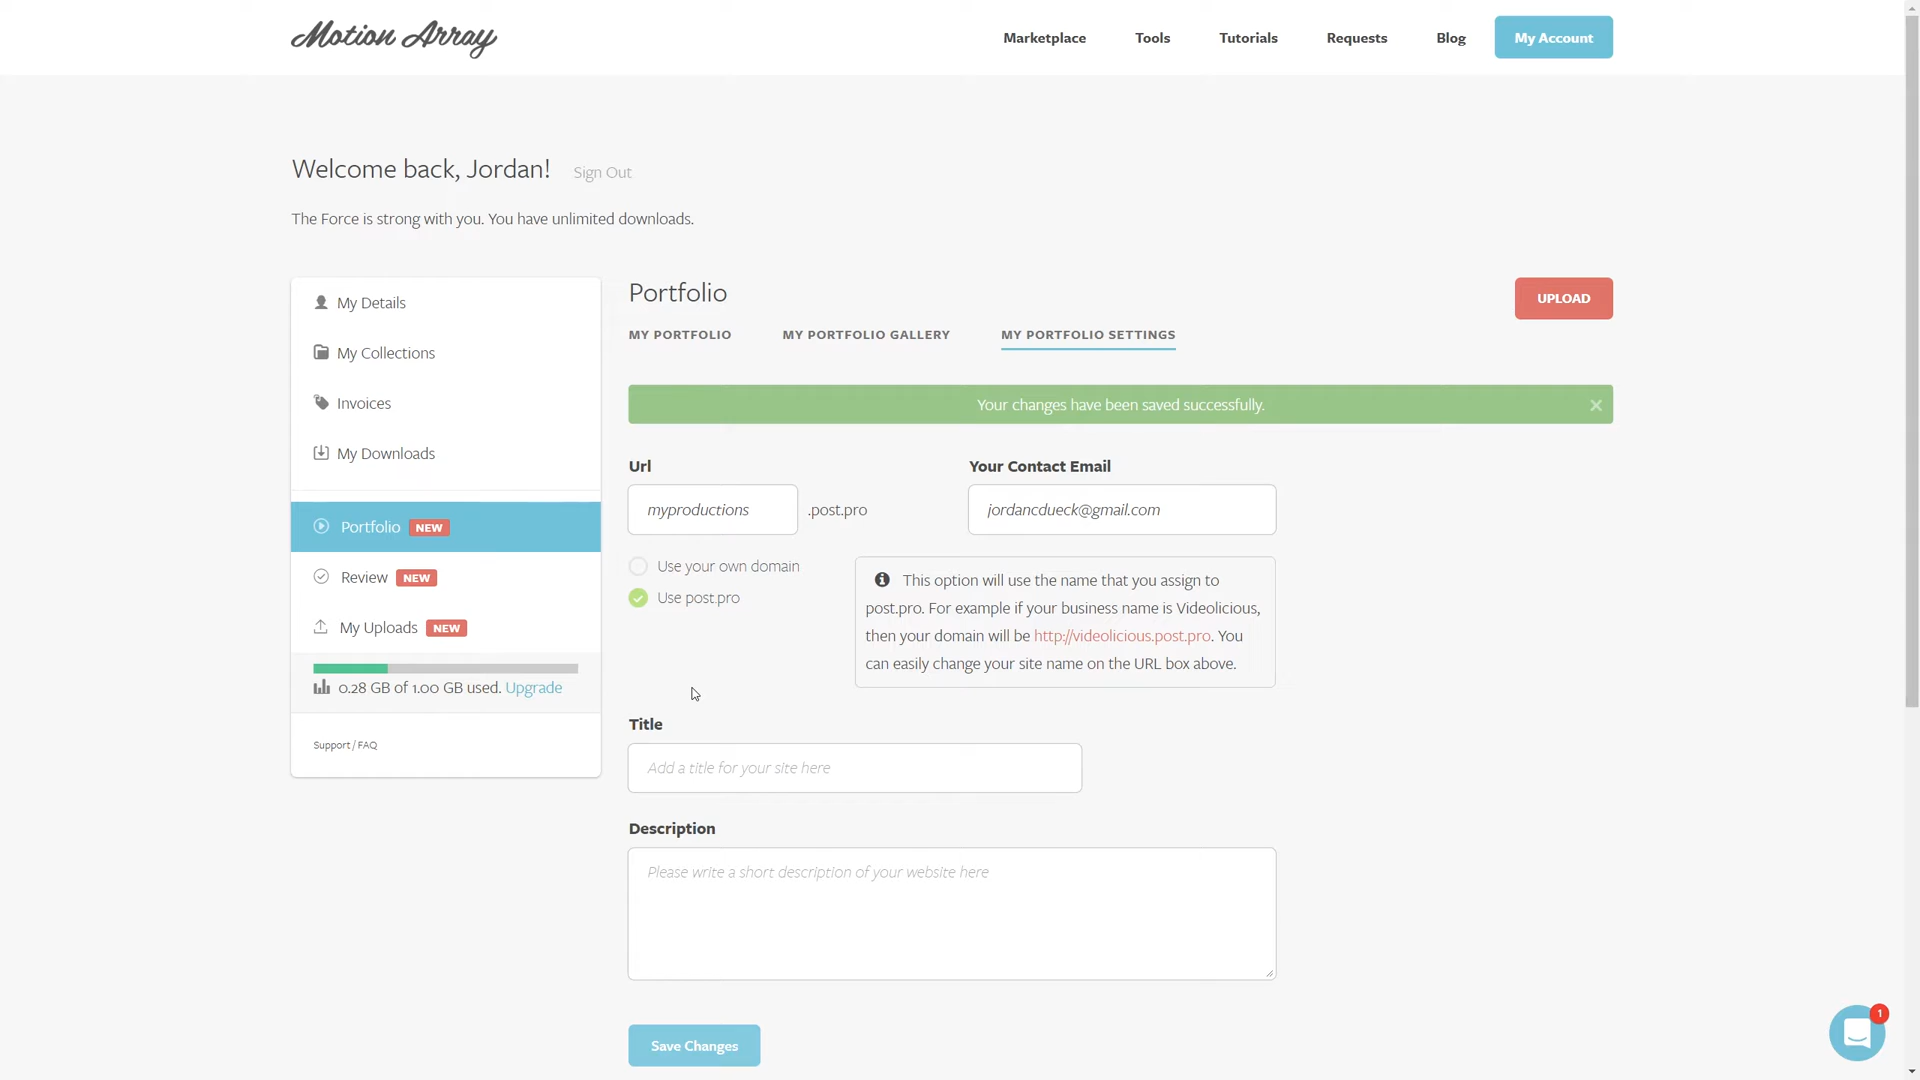 Motion Array
Marketplace Tools Tutorials Requests Blog My Account
Welcome back, Jordan! Sign Out
The Force is strong with you. You have unlimited downloads.
My Details
My Collections
Invoices
My Downloads
Portfolio NEW
Review NEW
My Uploads NEW
0.28 GB of 1.00 GB used. Upgrade
Support / FAQ
Portfolio
UPLOAD
MY PORTFOLIO MY PORTFOLIO GALLERY MY PORTFOLIO SETTINGS
Your changes have been saved successfully.
Url
myproductions .post.pro
Your Contact Email
jordancdueck@gmail.com
Use your own domain
Use post.pro
This option will use the name that you assign to
post.pro. For example if your business name is Videolicious,
then your domain will be http://videolicious.post.pro. You
can easily change your site name on the URL box above.
Title
Add a title for your site here
Description
Please write a short description of your website here
Save Changes
1